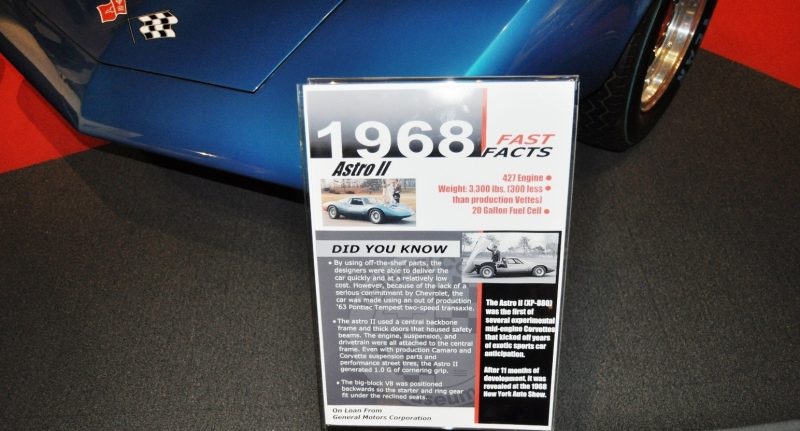 1968
FAST
FACTS
Astro II
427 Engine
Weight: 3,300 lbs. (300 less
than production Vettes)
20 Gallon Fuel Cell
DID YOU KNOW
• By using off-the-shelf parts, the
designers were able to deliver the
car quickly and at a relatively low
cost. However, because of the lack of a
serious commitment by Chevrolet, the
car was made using an out of production
'63 Pontiac Tempest two-speed transaxle.
• The astro II used a central backbone
frame and thick doors that housed safety
beams. The engine, suspension, and
drivetrain were all attached to the central
frame. Even with production Camaro and
Corvette suspension parts and
performance street tires, the Astro II
generated 1.0 G of cornering grip.
• The big-block V8 was positioned
backwards so the starter and ring gear
fit under the reclined seats.
The Astro II (XP-880)
was the first of
several experimental
mid-engine Corvettes
that kicked off years
of exotic sports car
anticipation.
After 11 months of
development, it was
revealed at the 1968
New York Auto Show.
On Loan From
General Motors Corporation